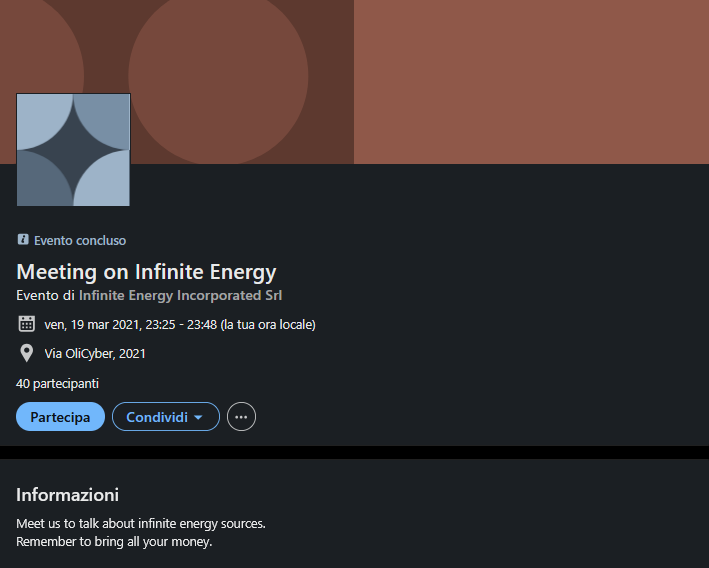 Evento concluso
Meeting on Infinite Energy
Evento di Infinite Energy Incorporated Srl
ven, 19 mar 2021, 23:25 - 23:48 (la tua ora locale)
Via OliCyber, 2021
40 partecipanti
Partecipa Condividi
Informazioni
Meet us to talk about infinite energy sources.
Remember to bring all your money.